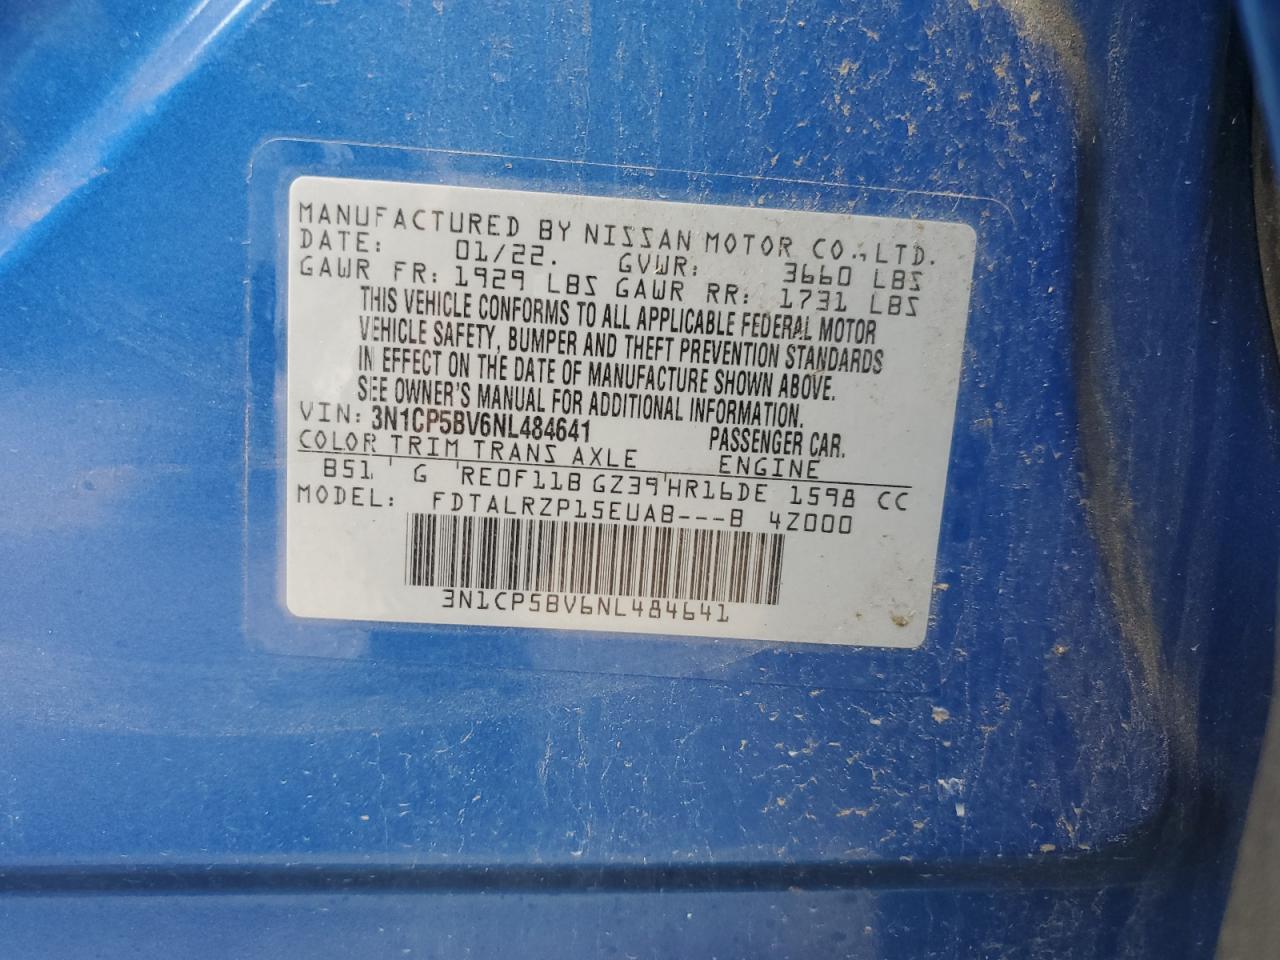 MANUFACTURED BY NISSAN MOTOR CO., LTD.
DATE: 01/22. GVWR: 3660 LBS
GAWR FR: 1929 LBS GAWR RR: 1731 LBS
THIS VEHICLE CONFORMS TO ALL APPLICABLE FEDERAL MOTOR
VEHICLE SAFETY, BUMPER AND THEFT PREVENTION STANDARDS
IN EFFECT ON THE DATE OF MANUFACTURE SHOWN ABOVE.
SEE OWNER'S MANUAL FOR ADDITIONAL INFORMATION.
VIN: 3N1CP5BV6NL484641 PASSENGER CAR.
COLOR TRIM TRANS AXLE ENGINE
B51 G RE0F11B GZ39 HR16DE 1598 CC
MODEL: FDTALRZP15EUAB---B 4Z000
3N1CP5BV6NL484641